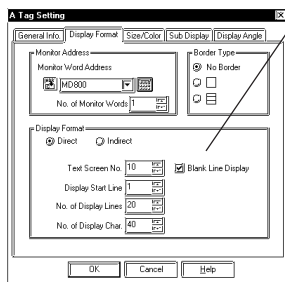 A Tag Setting
General Info. Display Format Size/Color Sub Display Display Angle
Monitor Address
Monitor Word Address
MD800
No. of Monitor Words 1
Border Type
No Border
Display Format
Direct Indirect
Text Screen No. 10 Blank Line Display
Display Start Line 1
No. of Display Lines 20
No. of Display Char. 40
OK Cancel Help